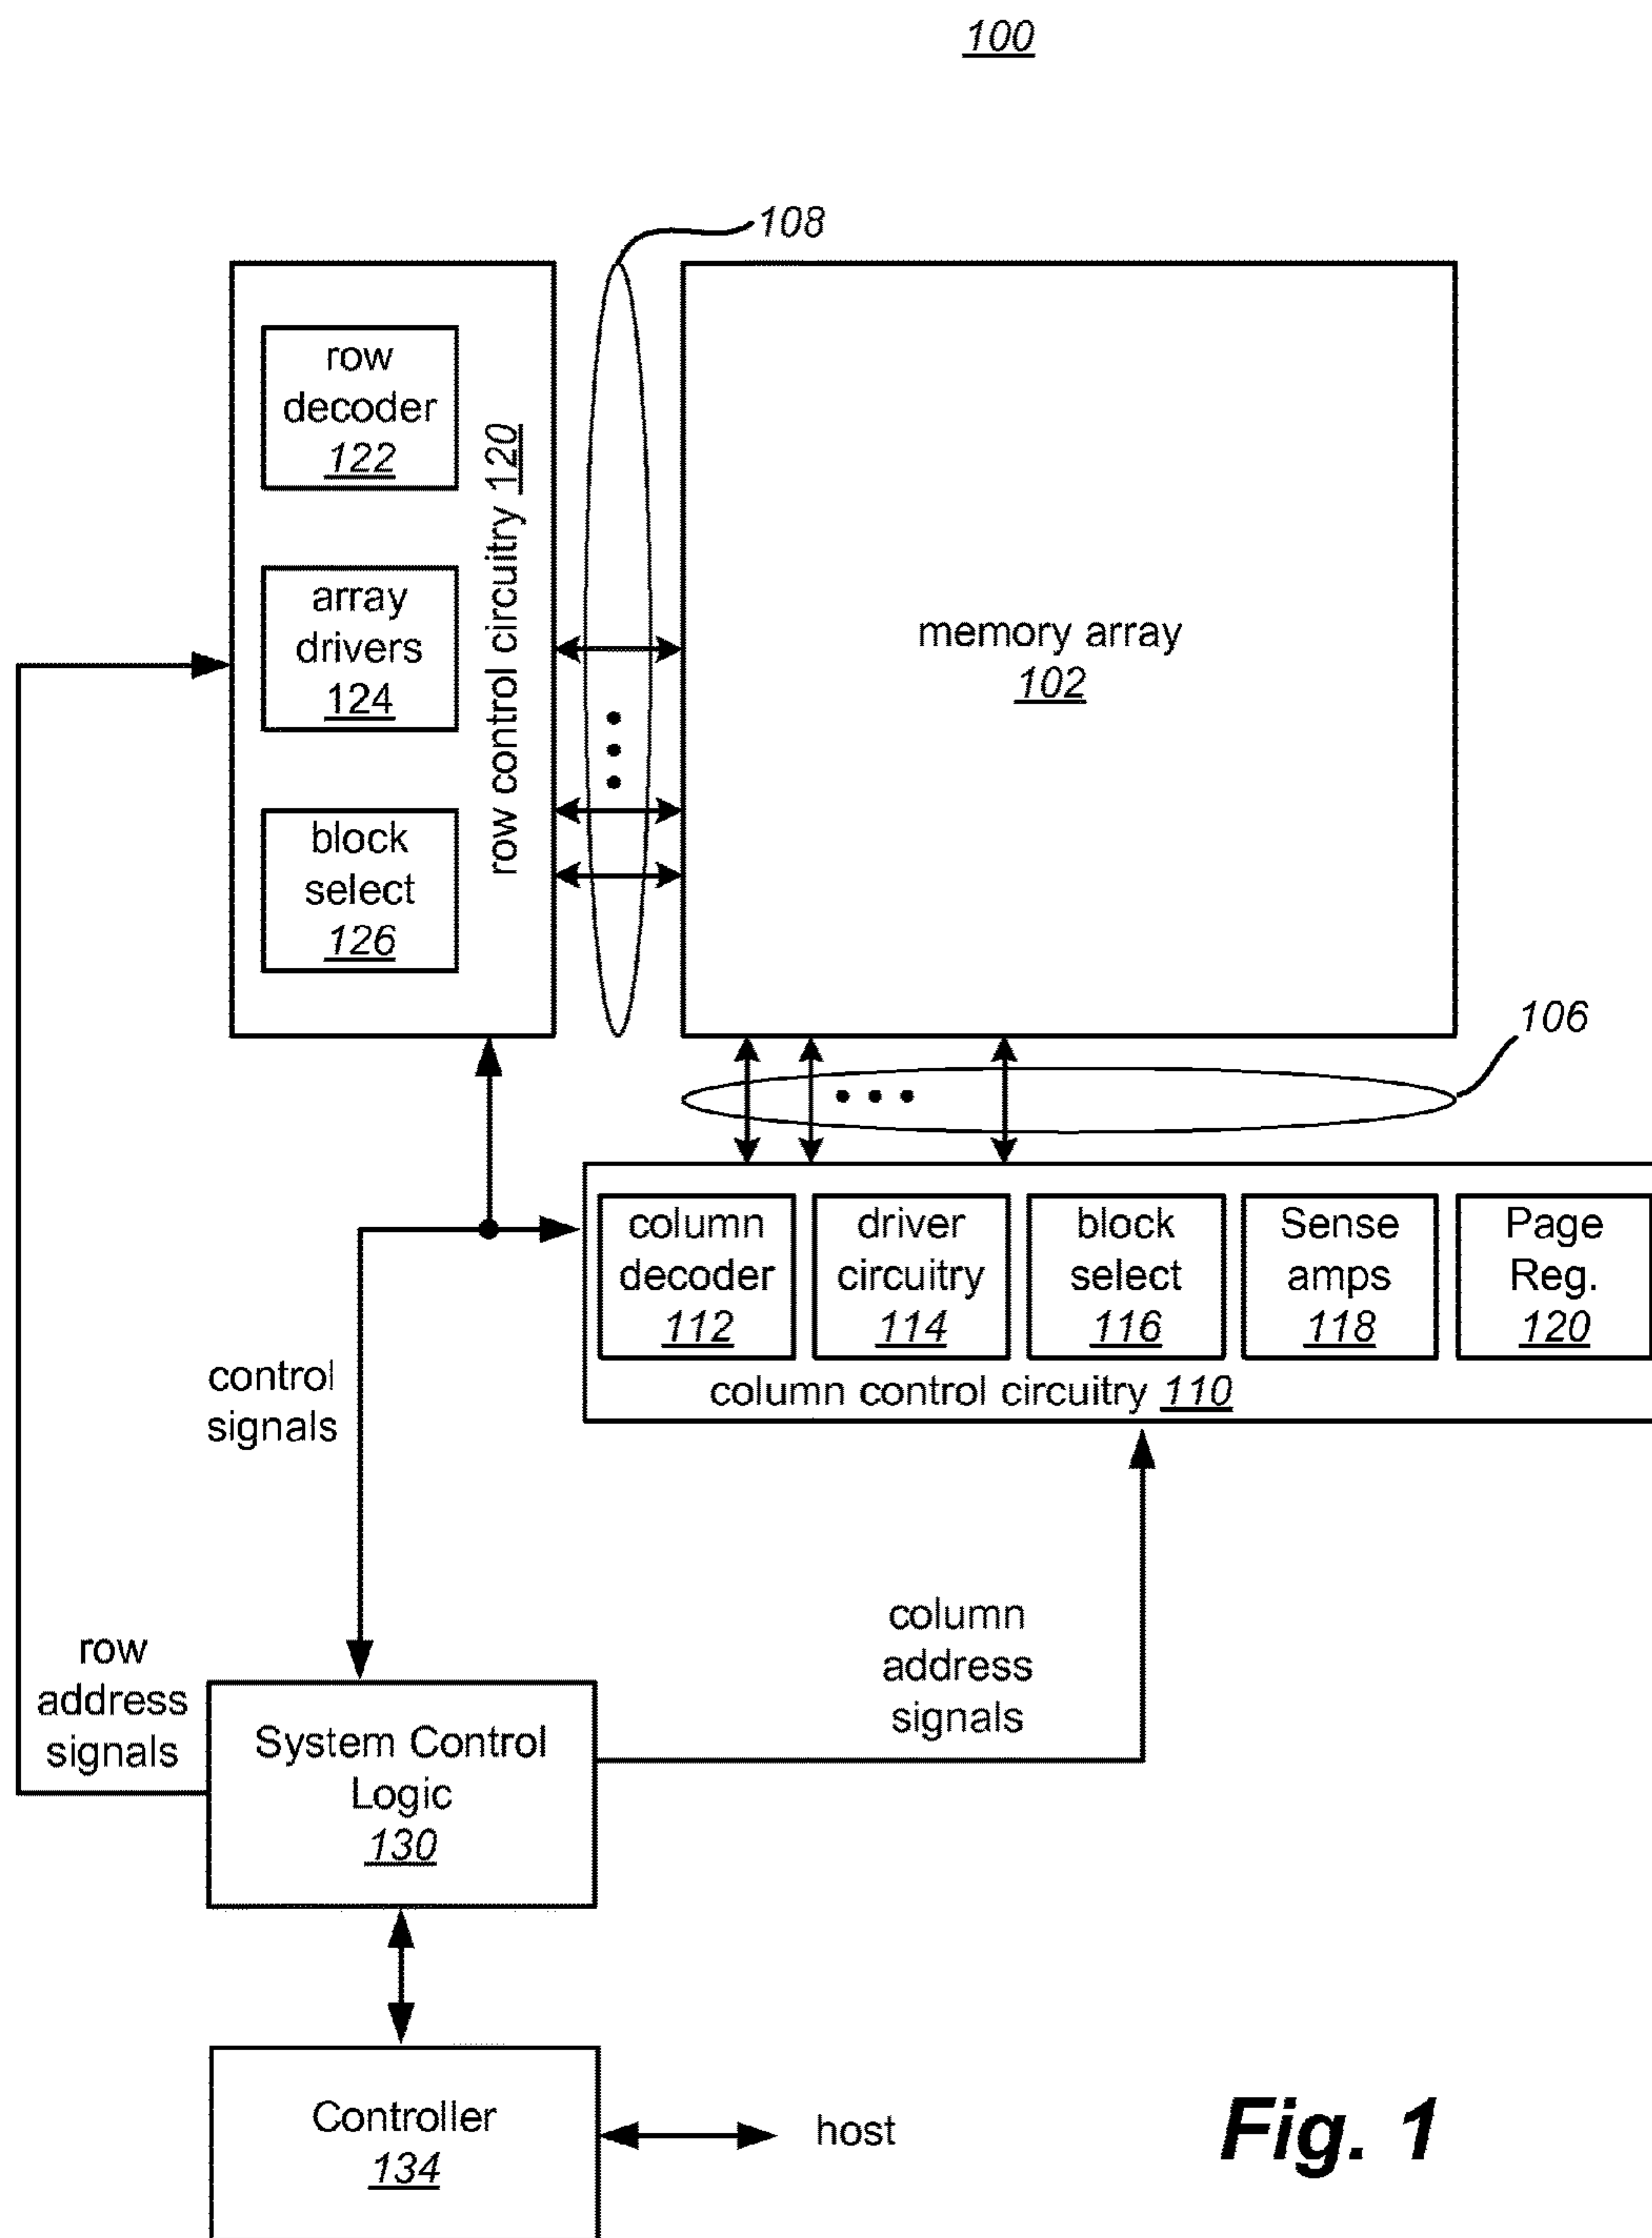 100
108
row
decoder
122
array
drivers
124
block
select
126
row control circuitry 120
memory array
102
106
column
decoder
112
driver
circuitry
114
block
select
116
Sense
amps
118
Page
Reg.
120
column control circuitry 110
control
signals
column
address
signals
row
address
signals
System Control
Logic
130
Controller
134
host
Fig. 1